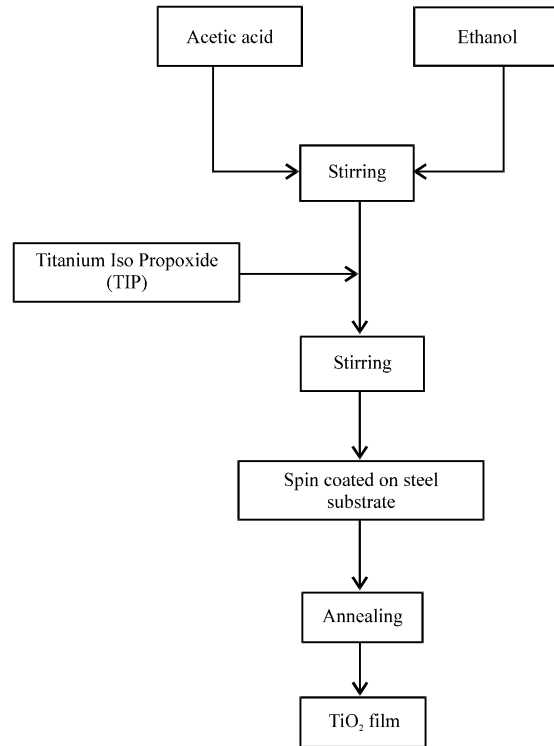 Acetic acid
Ethanol
Stirring
Titanium Iso Propoxide
(TIP)
Stirring
Spin coated on steel
substrate
Annealing
TiO₂ film